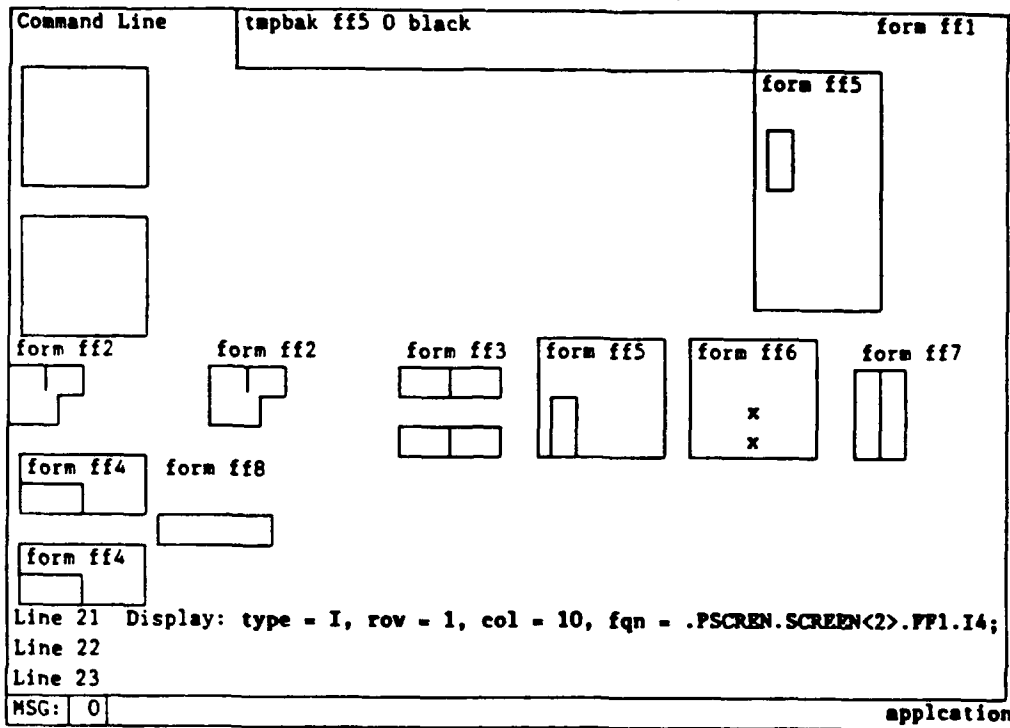 Command Line tmpbak ff5 0 black form ff1
form ff5
form ff2 form ff2 form ff3 form ff5 form ff6 form ff7
x
x
form ff4 form ff8
form ff4
Line 21 Display: type = I, row = 1, col = 10, fqn = .PSCREN.SCREEN<2>.FF1.I4;
Line 22
Line 23
MSG: 0 applcation